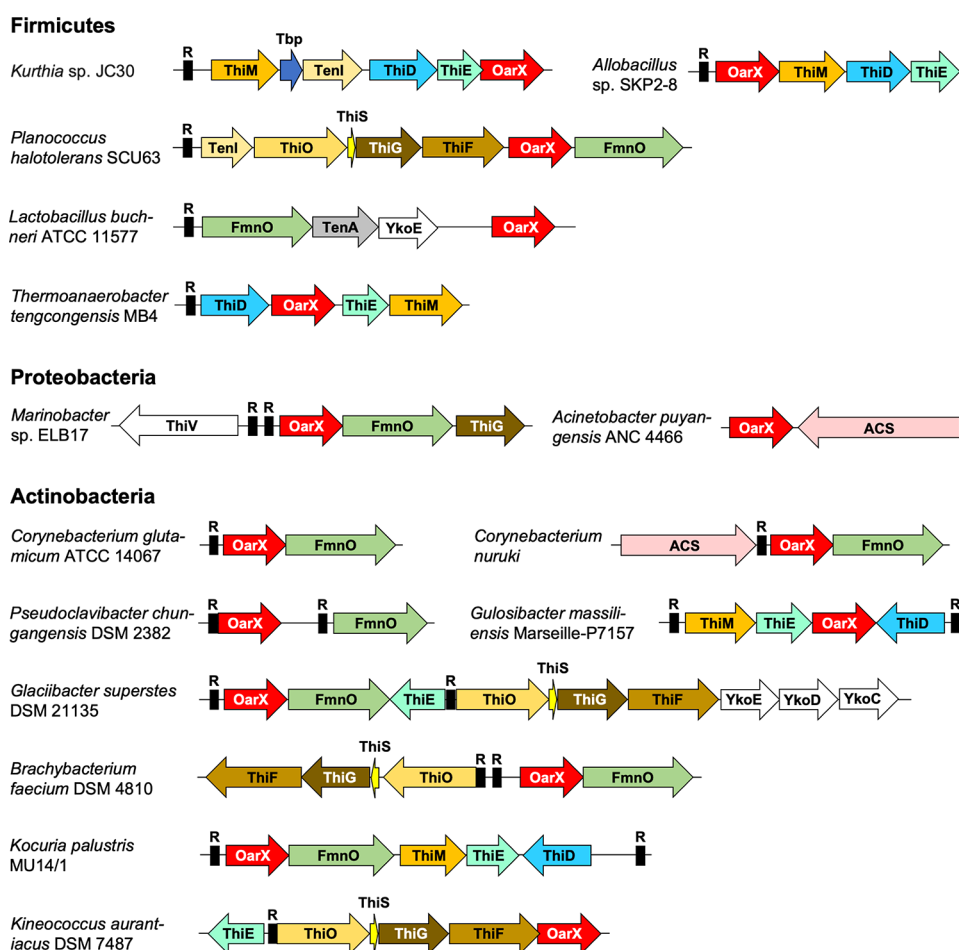 Firmicutes
R Tbp
Kurthia sp. JC30 ThiM TenI ThiD ThiE OarX
R
Allobacillus
sp. SKP2-8 OarX ThiM ThiD ThiE
R ThiS
Planococcus
halotolerans SCU63 TenI ThiO ThiG ThiF OarX FmnO
R
Lactobacillus buch-
neri ATCC 11577 FmnO TenA YkoE OarX
R
Thermoanaerobacter
tengcongensis MB4 ThiD OarX ThiE ThiM
Proteobacteria
R R
Marinobacter
sp. ELB17 ThiV OarX FmnO ThiG
Acinetobacter puyan-
gensis ANC 4466 OarX ACS
Actinobacteria
R
Corynebacterium gluta-
micum ATCC 14067 OarX FmnO
R
Corynebacterium
nuruki ACS OarX FmnO
R R
Pseudoclavibacter chun-
gangensis DSM 2382 OarX FmnO
R R
Gulosibacter massili-
ensis Marseille-P7157 ThiM ThiE OarX ThiD
R R ThiS
Glaciibacter superstes
DSM 21135 OarX FmnO ThiE ThiO ThiG ThiF YkoE YkoD YkoC
ThiS R R
Brachybacterium
faecium DSM 4810 ThiF ThiG ThiO OarX FmnO
R R
Kocuria palustris
MU14/1 OarX FmnO ThiM ThiE ThiD
R ThiS
Kineococcus aurant-
iacus DSM 7487 ThiE ThiO ThiG ThiF OarX